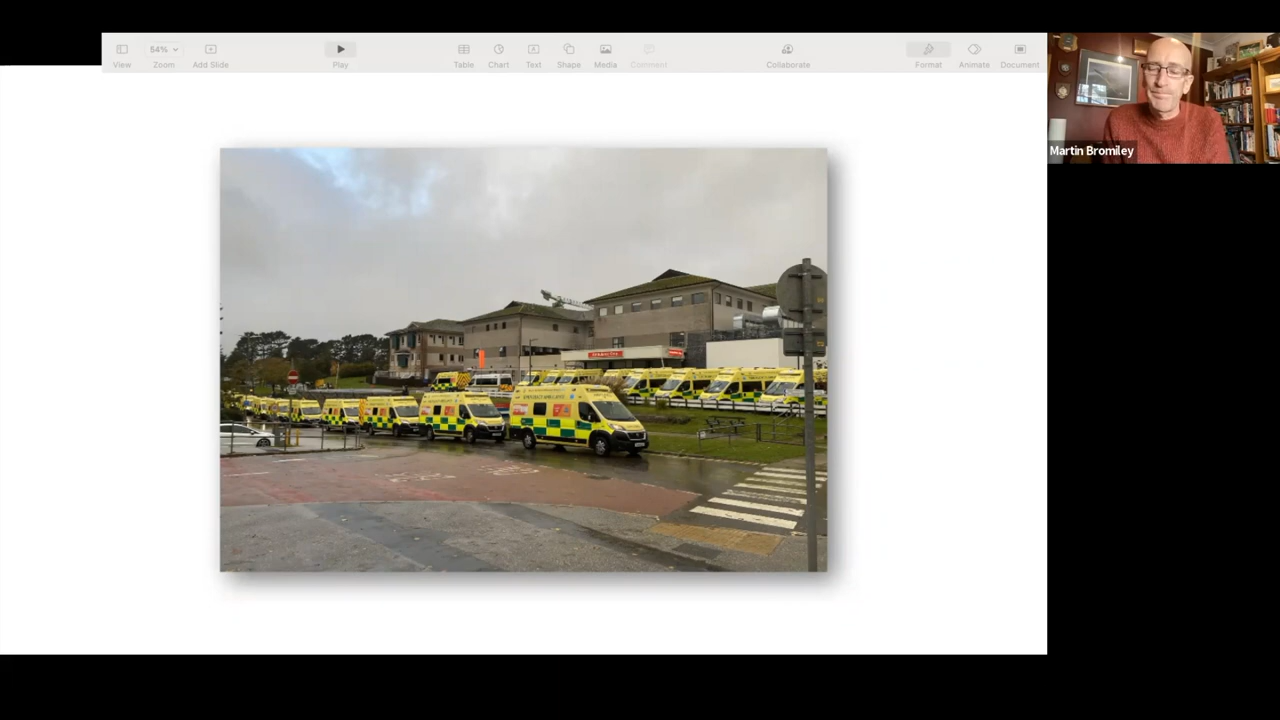 54%
View
Zoom
Add Slide
Play
Table
Chart
Text
Shape
Media
Comment
Collaborate
Format
Animate
Document
Martin Bromiley